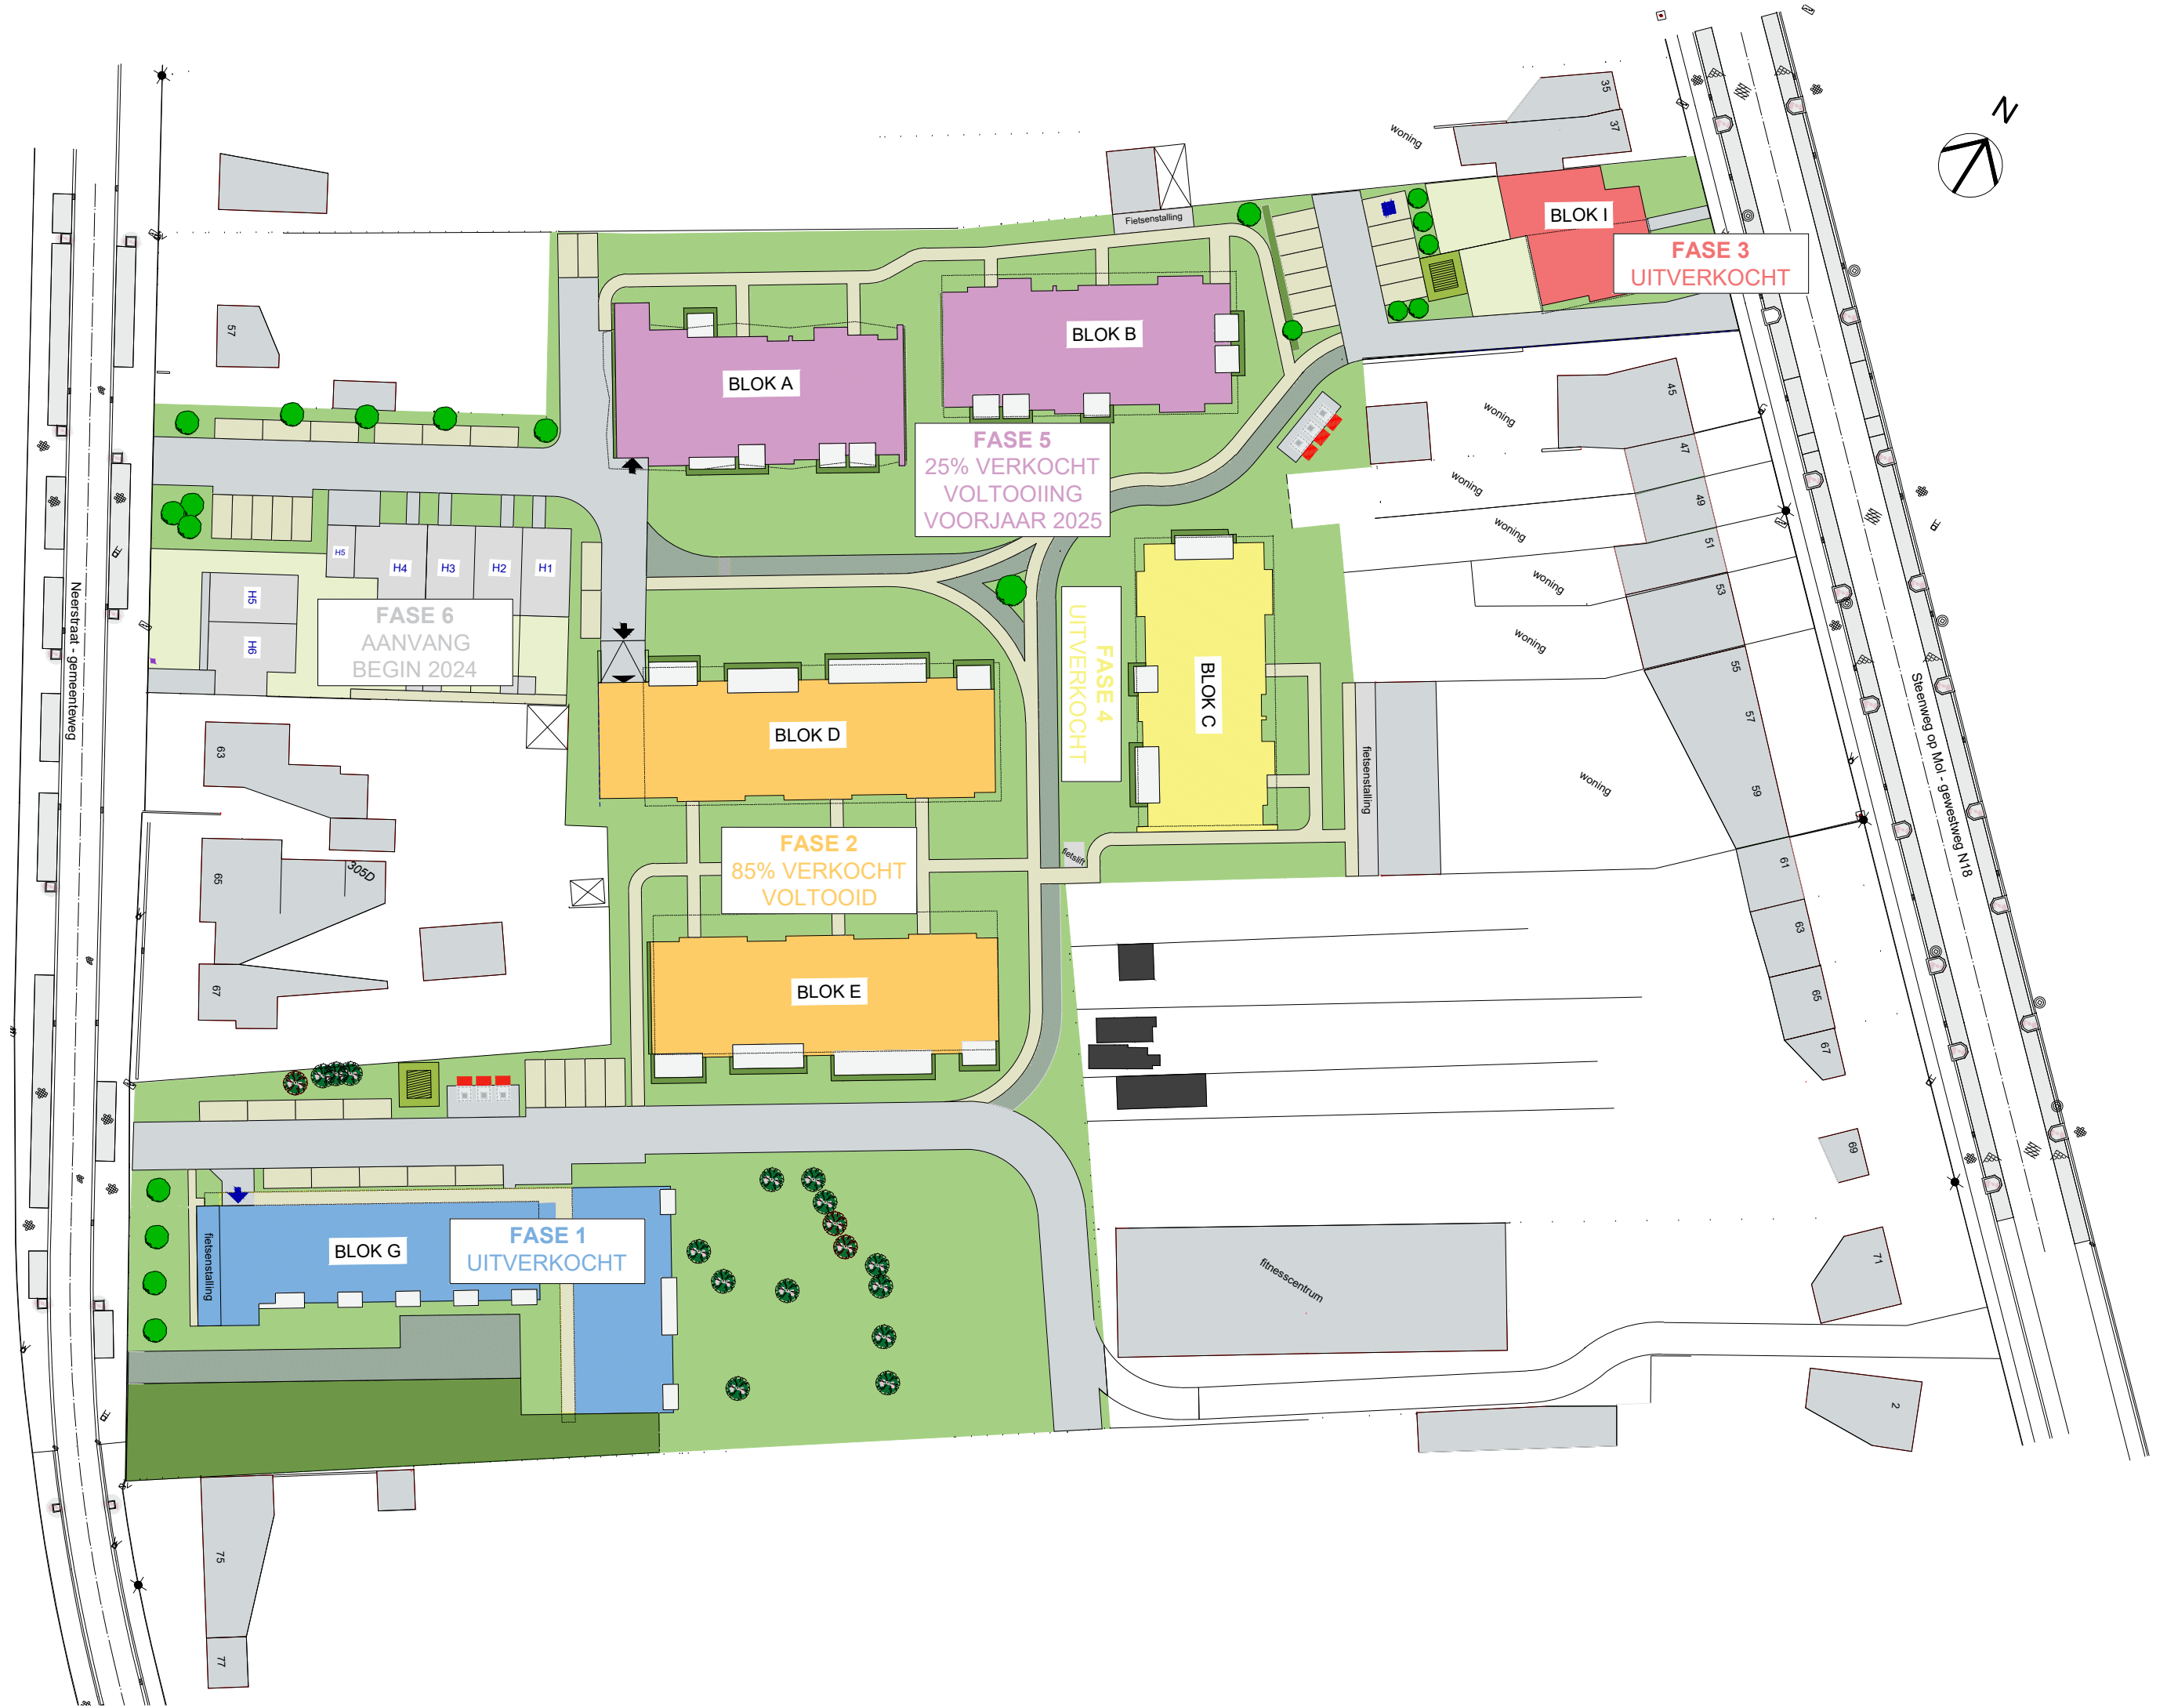 N
35
woning
37
Fietsenstalling
BLOK I
FASE 3
UITVERKOCHT
57
BLOK B
BLOK A
45
woning
FASE 5
25% VERKOCHT
VOLTOOIING
VOORJAAR 2025
47
woning
49
woning
51
H5
H4
H3
H2
H1
woning
53
H5
H6
FASE 6
AANVANG
BEGIN 2024
Neerstraat - gemeenteweg
FASE 4
UITVERKOCHT
BLOK C
woning
55
57
Steenweg op Mol - gewestweg N18
63
BLOK D
fietsenstalling
woning
59
FASE 2
85% VERKOCHT
VOLTOOID
fietslift
61
65
305D
63
67
BLOK E
65
67
69
fietsenstalling
BLOK G
FASE 1
UITVERKOCHT
fitnesscentrum
71
2
75
77